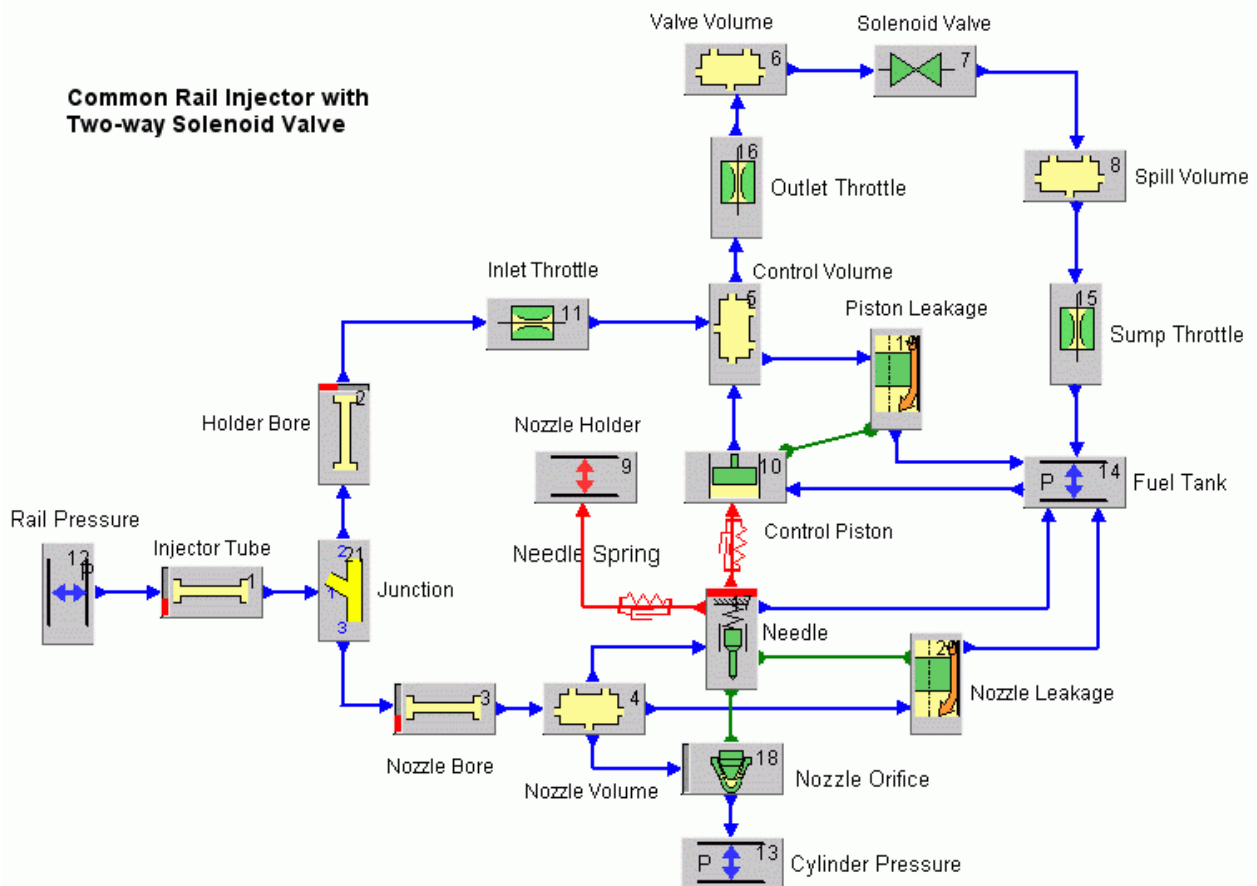 Valve Volume
Solenoid Valve
6
7
Common Rail Injector with
Two-way Solenoid Valve
16
8
Outlet Throttle
Spill Volume
Inlet Throttle
Control Volume
5
15
11
Piston Leakage
Sump Throttle
2
Holder Bore
Nozzle Holder
9
10
P
14
Fuel Tank
Rail Pressure
Control Piston
12
P
Injector Tube
1
2
21
1
3
Junction
Needle Spring
17
Needle
Nozzle Leakage
3
4
Nozzle Bore
Nozzle Volume
18
Nozzle Orifice
P
13
Cylinder Pressure